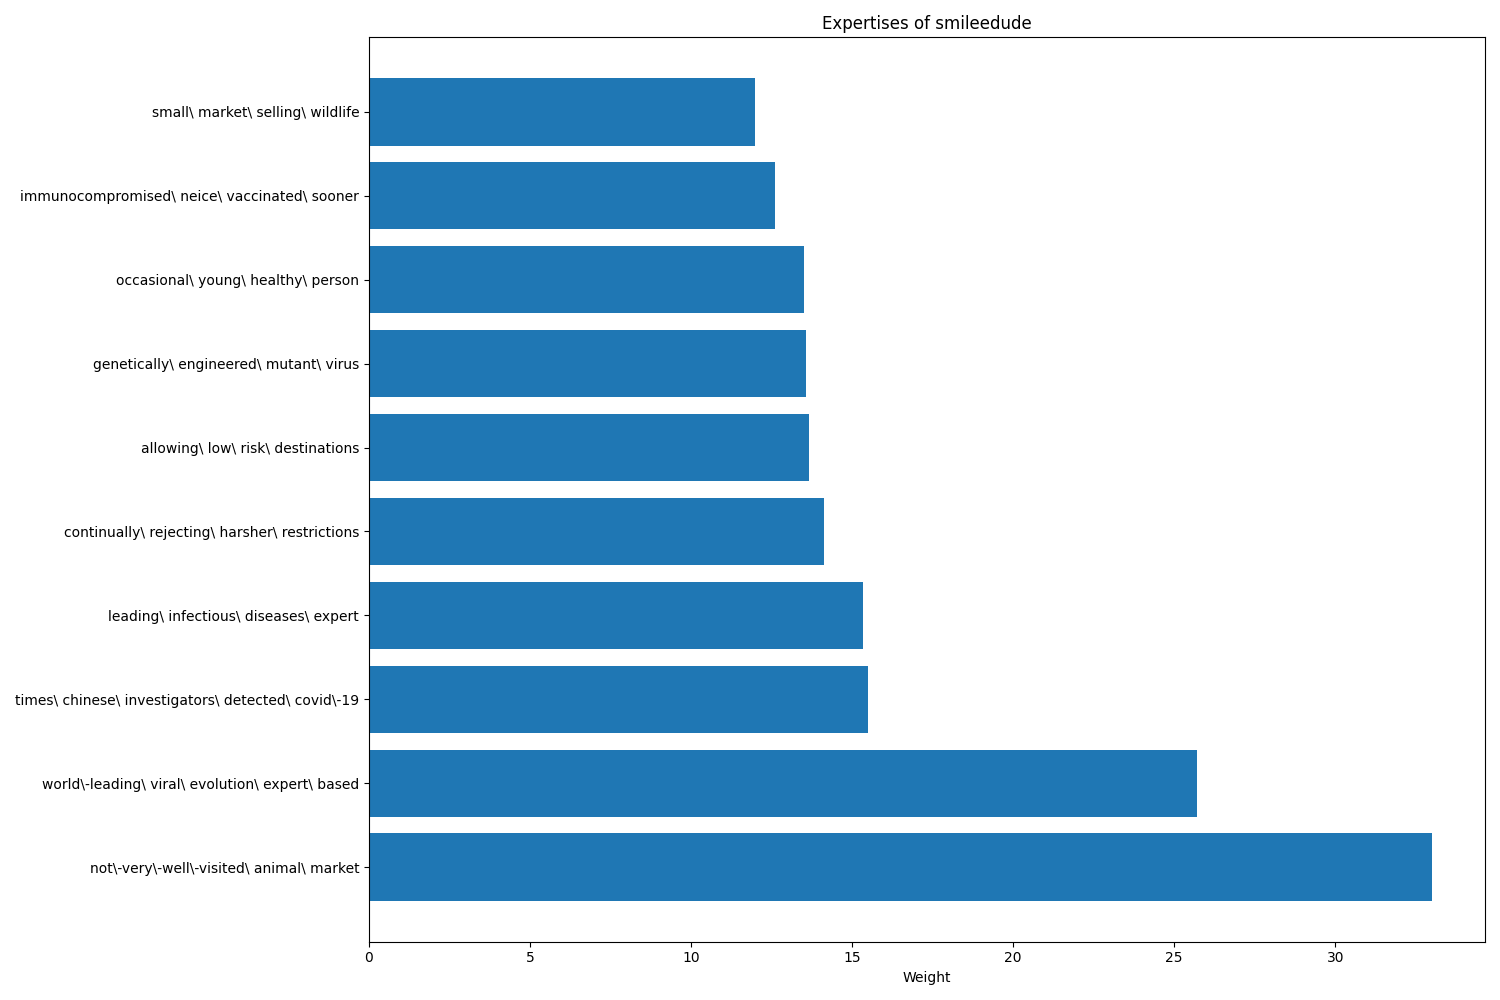 Expertises of smileedude
small\ market\ selling\ wildlife
immunocompromised\ neice\ vaccinated\ sooner
occasional\ young\ healthy\ person
genetically\ engineered\ mutant\ virus
allowing\ low\ risk\ destinations
continually\ rejecting\ harsher\ restrictions
leading\ infectious\ diseases\ expert
times\ chinese\ investigators\ detected\ covid\-19
world\-leading\ viral\ evolution\ expert\ based
not\-very\-well\-visited\ animal\ market
0 5 10 15 20 25 30
Weight